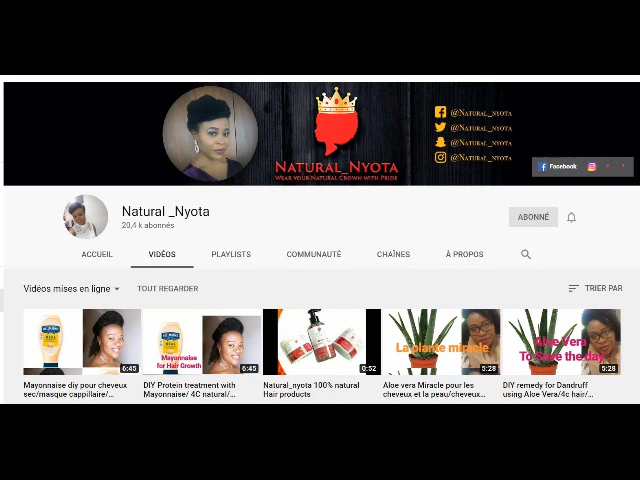 @Natural_nyota
@Natural_nyota
@Natural_nyota
@Natural_nyota
Natural_Nyota
Wear your Natural Crown with Pride
Facebook
Natural _Nyota
20,4 k abonnés
ABONNÉ
ACCUEIL VIDÉOS PLAYLISTS COMMUNAUTÉ CHAÎNES À PROPOS
Vidéos mises en ligne TOUT REGARDER TRIER PAR
Mayonnaise
for Hair Growth
La plante miracle
Aloe Vera
To Save the day
6:45 6:45 0:52 5:28 5:28
Mayonnaise diy pour cheveux
sec/masque çappillaire/...
DIY Protein treatment with
Mayonnaise/ 4C natural/...
Natural_nyota 100% natural
Hair products
Aloe vera Miracle pour les
cheveux et la peau/cheveux...
DIY remedy for Dandruff
using Aloe Vera/4c hair/...